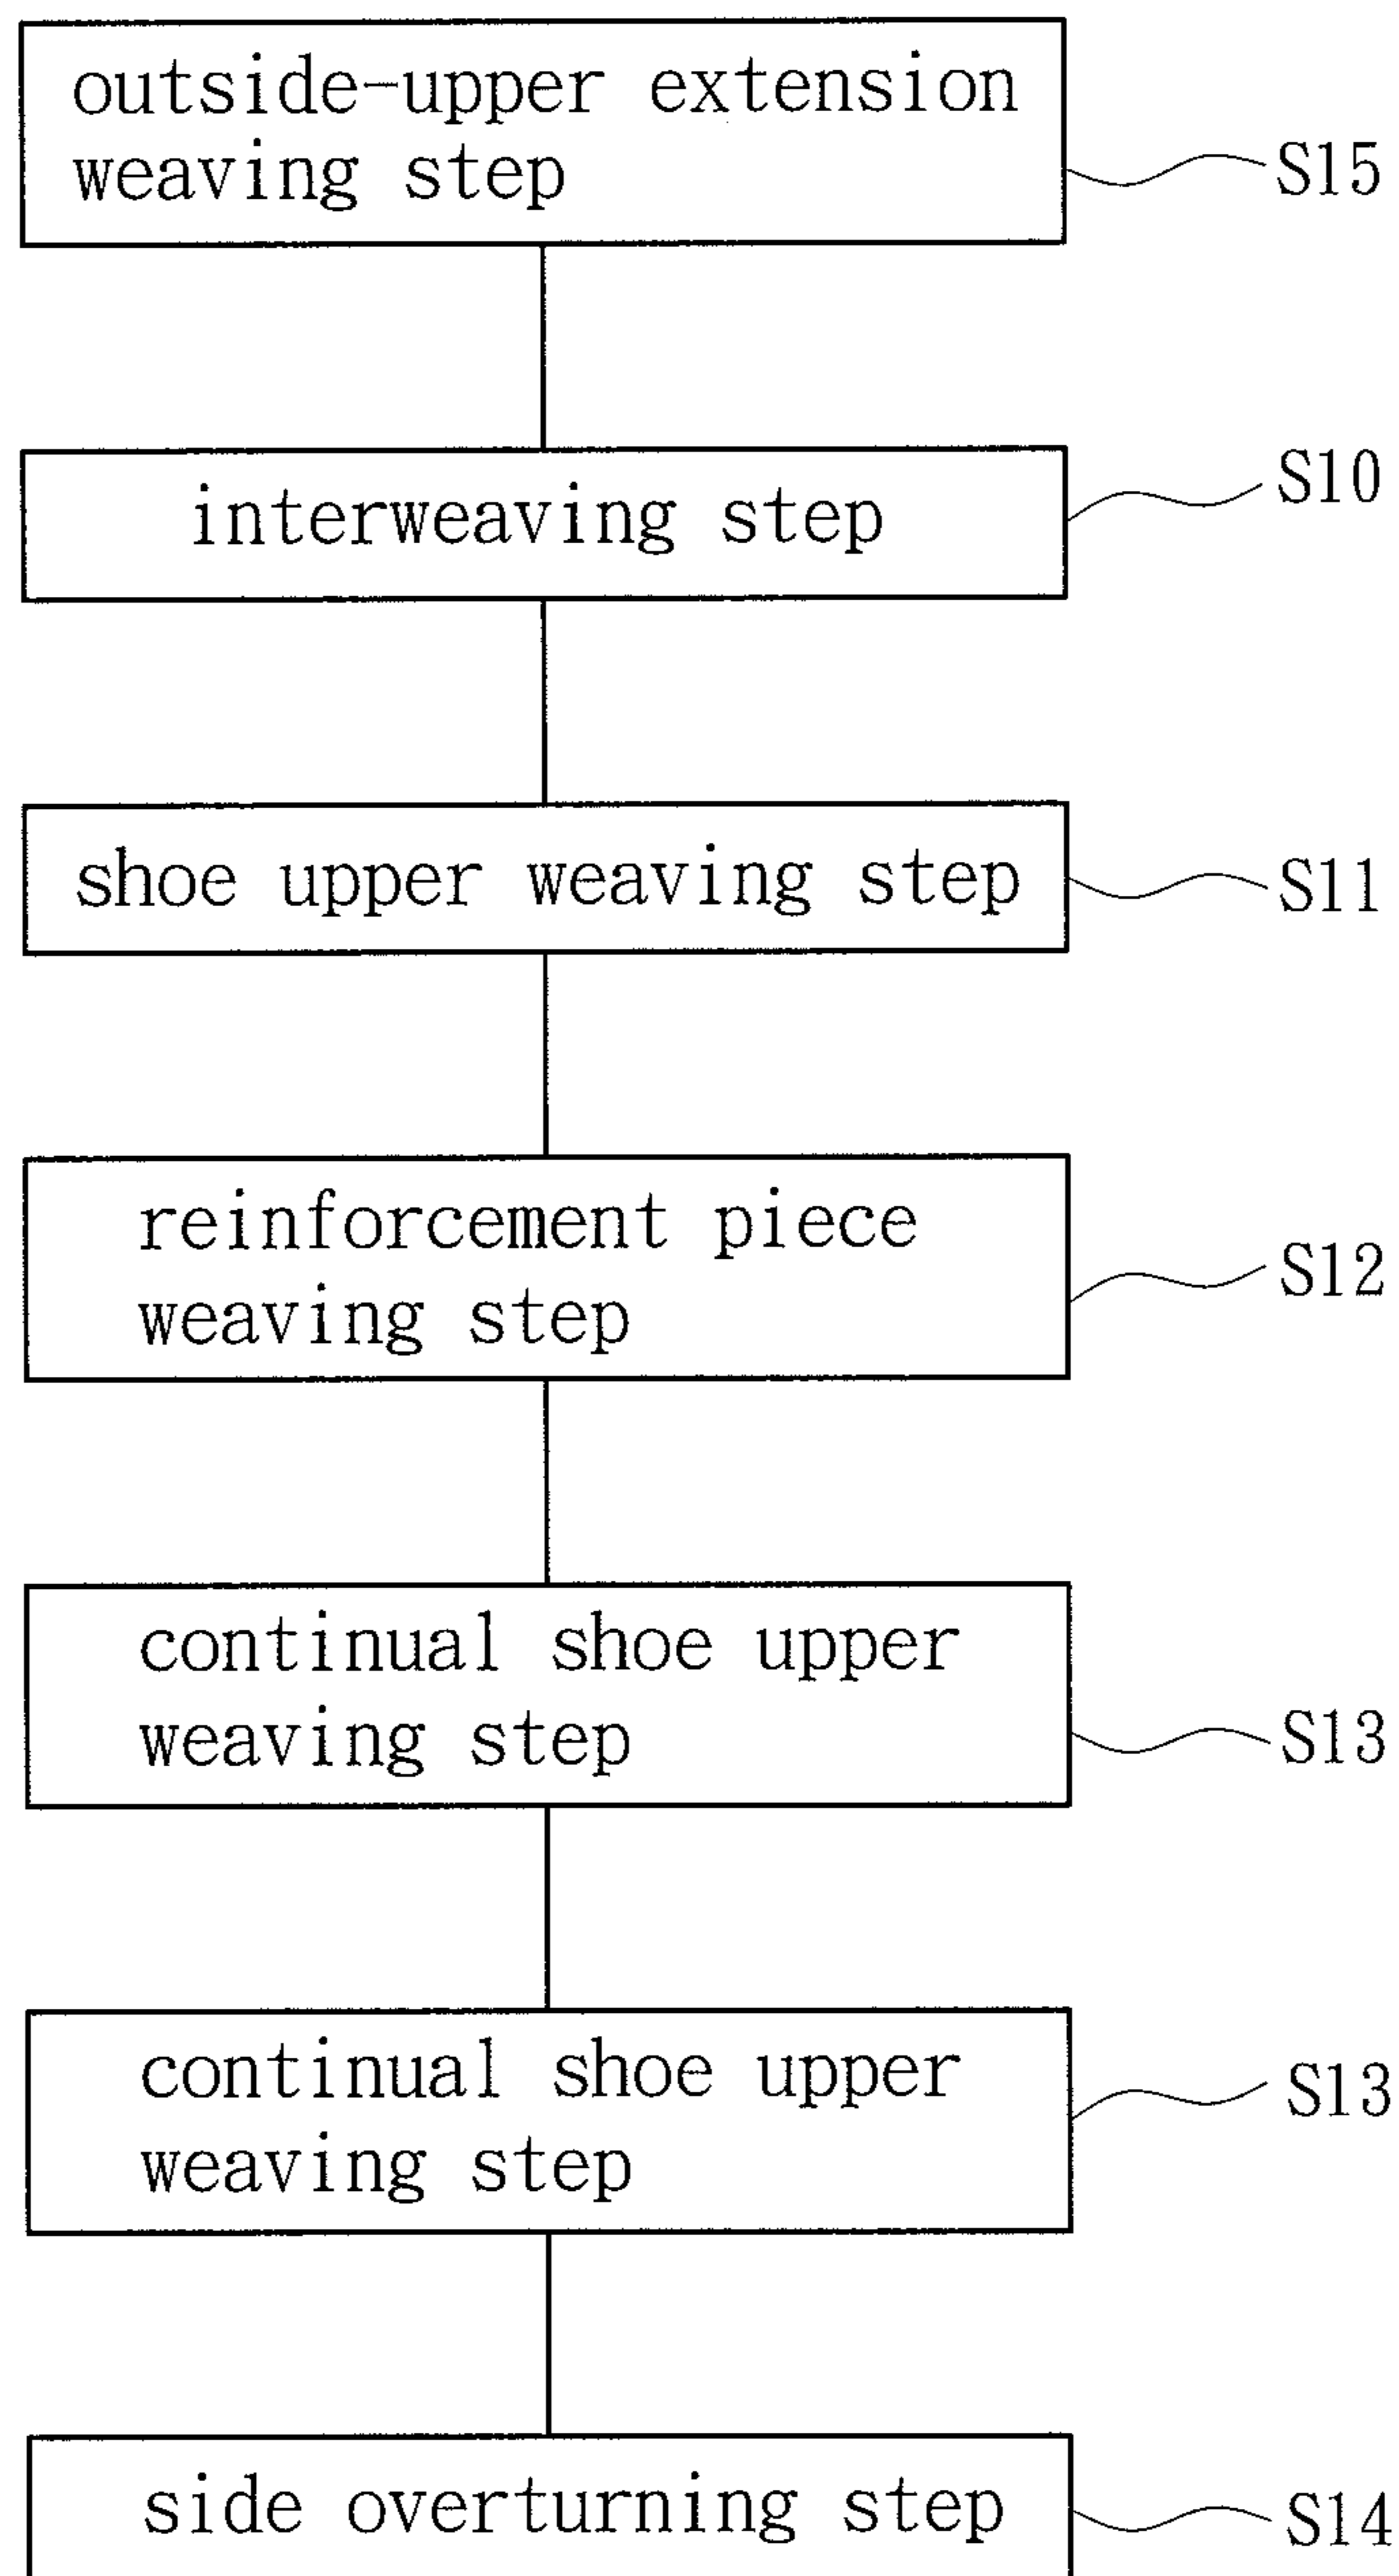 outside-upper extension
weaving step
S15
interweaving step
S10
shoe upper weaving step
S11
reinforcement piece
weaving step
S12
continual shoe upper
weaving step
S13
continual shoe upper
weaving step
S13
side overturning step
S14